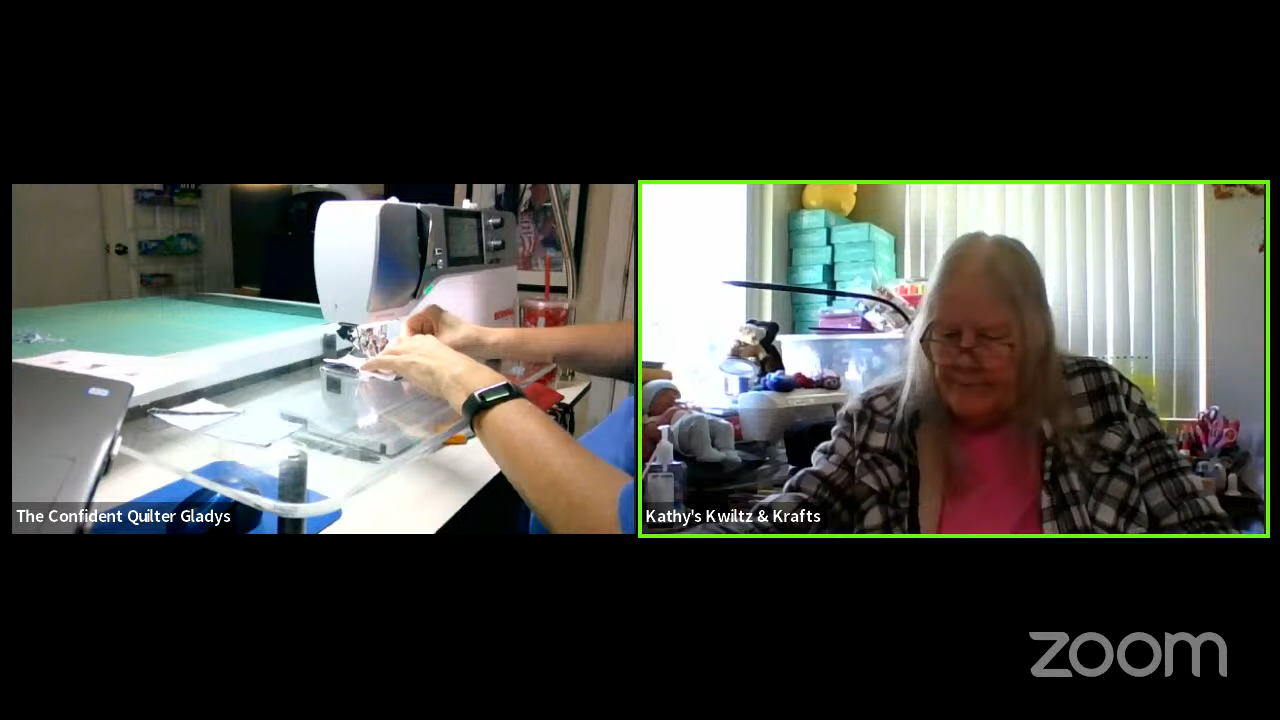 The Confident Quilter Gladys
Kathy's Kwiltz & Krafts
zoom